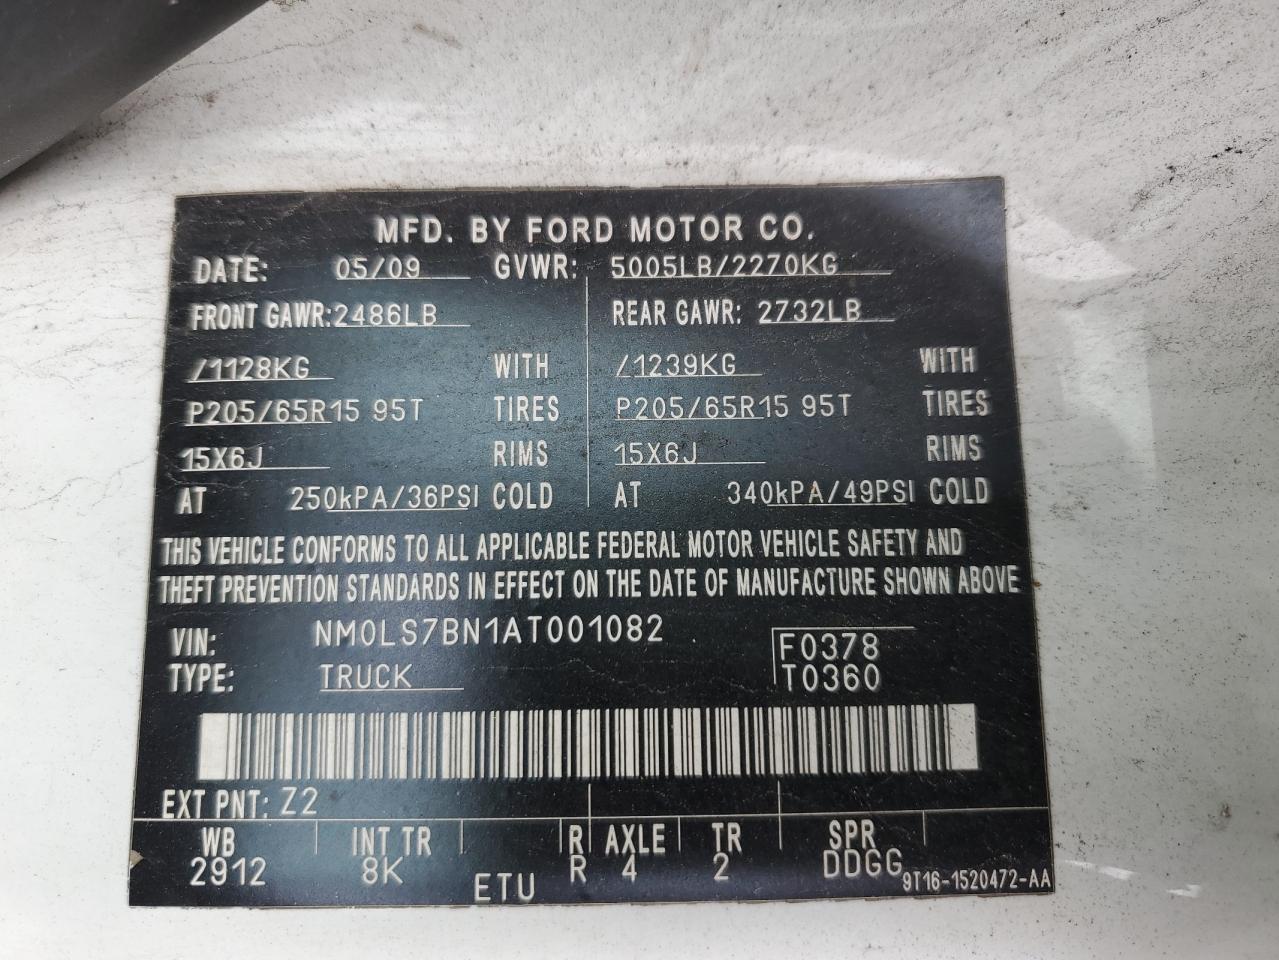 MFD. BY FORD MOTOR CO.
DATE: 05/09 GVWR: 5005LB/2270KG
FRONT GAWR: 2486LB REAR GAWR: 2732LB
/1128KG WITH /1239KG WITH
P205/65R15 95T TIRES P205/65R15 95T TIRES
15X6J RIMS 15X6J RIMS
AT 250kPA/36PSI COLD AT 340kPA/49PSI COLD
THIS VEHICLE CONFORMS TO ALL APPLICABLE FEDERAL MOTOR VEHICLE SAFETY AND
THEFT PREVENTION STANDARDS IN EFFECT ON THE DATE OF MANUFACTURE SHOWN ABOVE
VIN: NM0LS7BN1AT001082 F0378
TYPE: TRUCK T0360
EXT PNT: Z2
WB INT TR R AXLE TR SPR
2912 8K ETU R 4 2 DDGG 9T16-1520472-AA